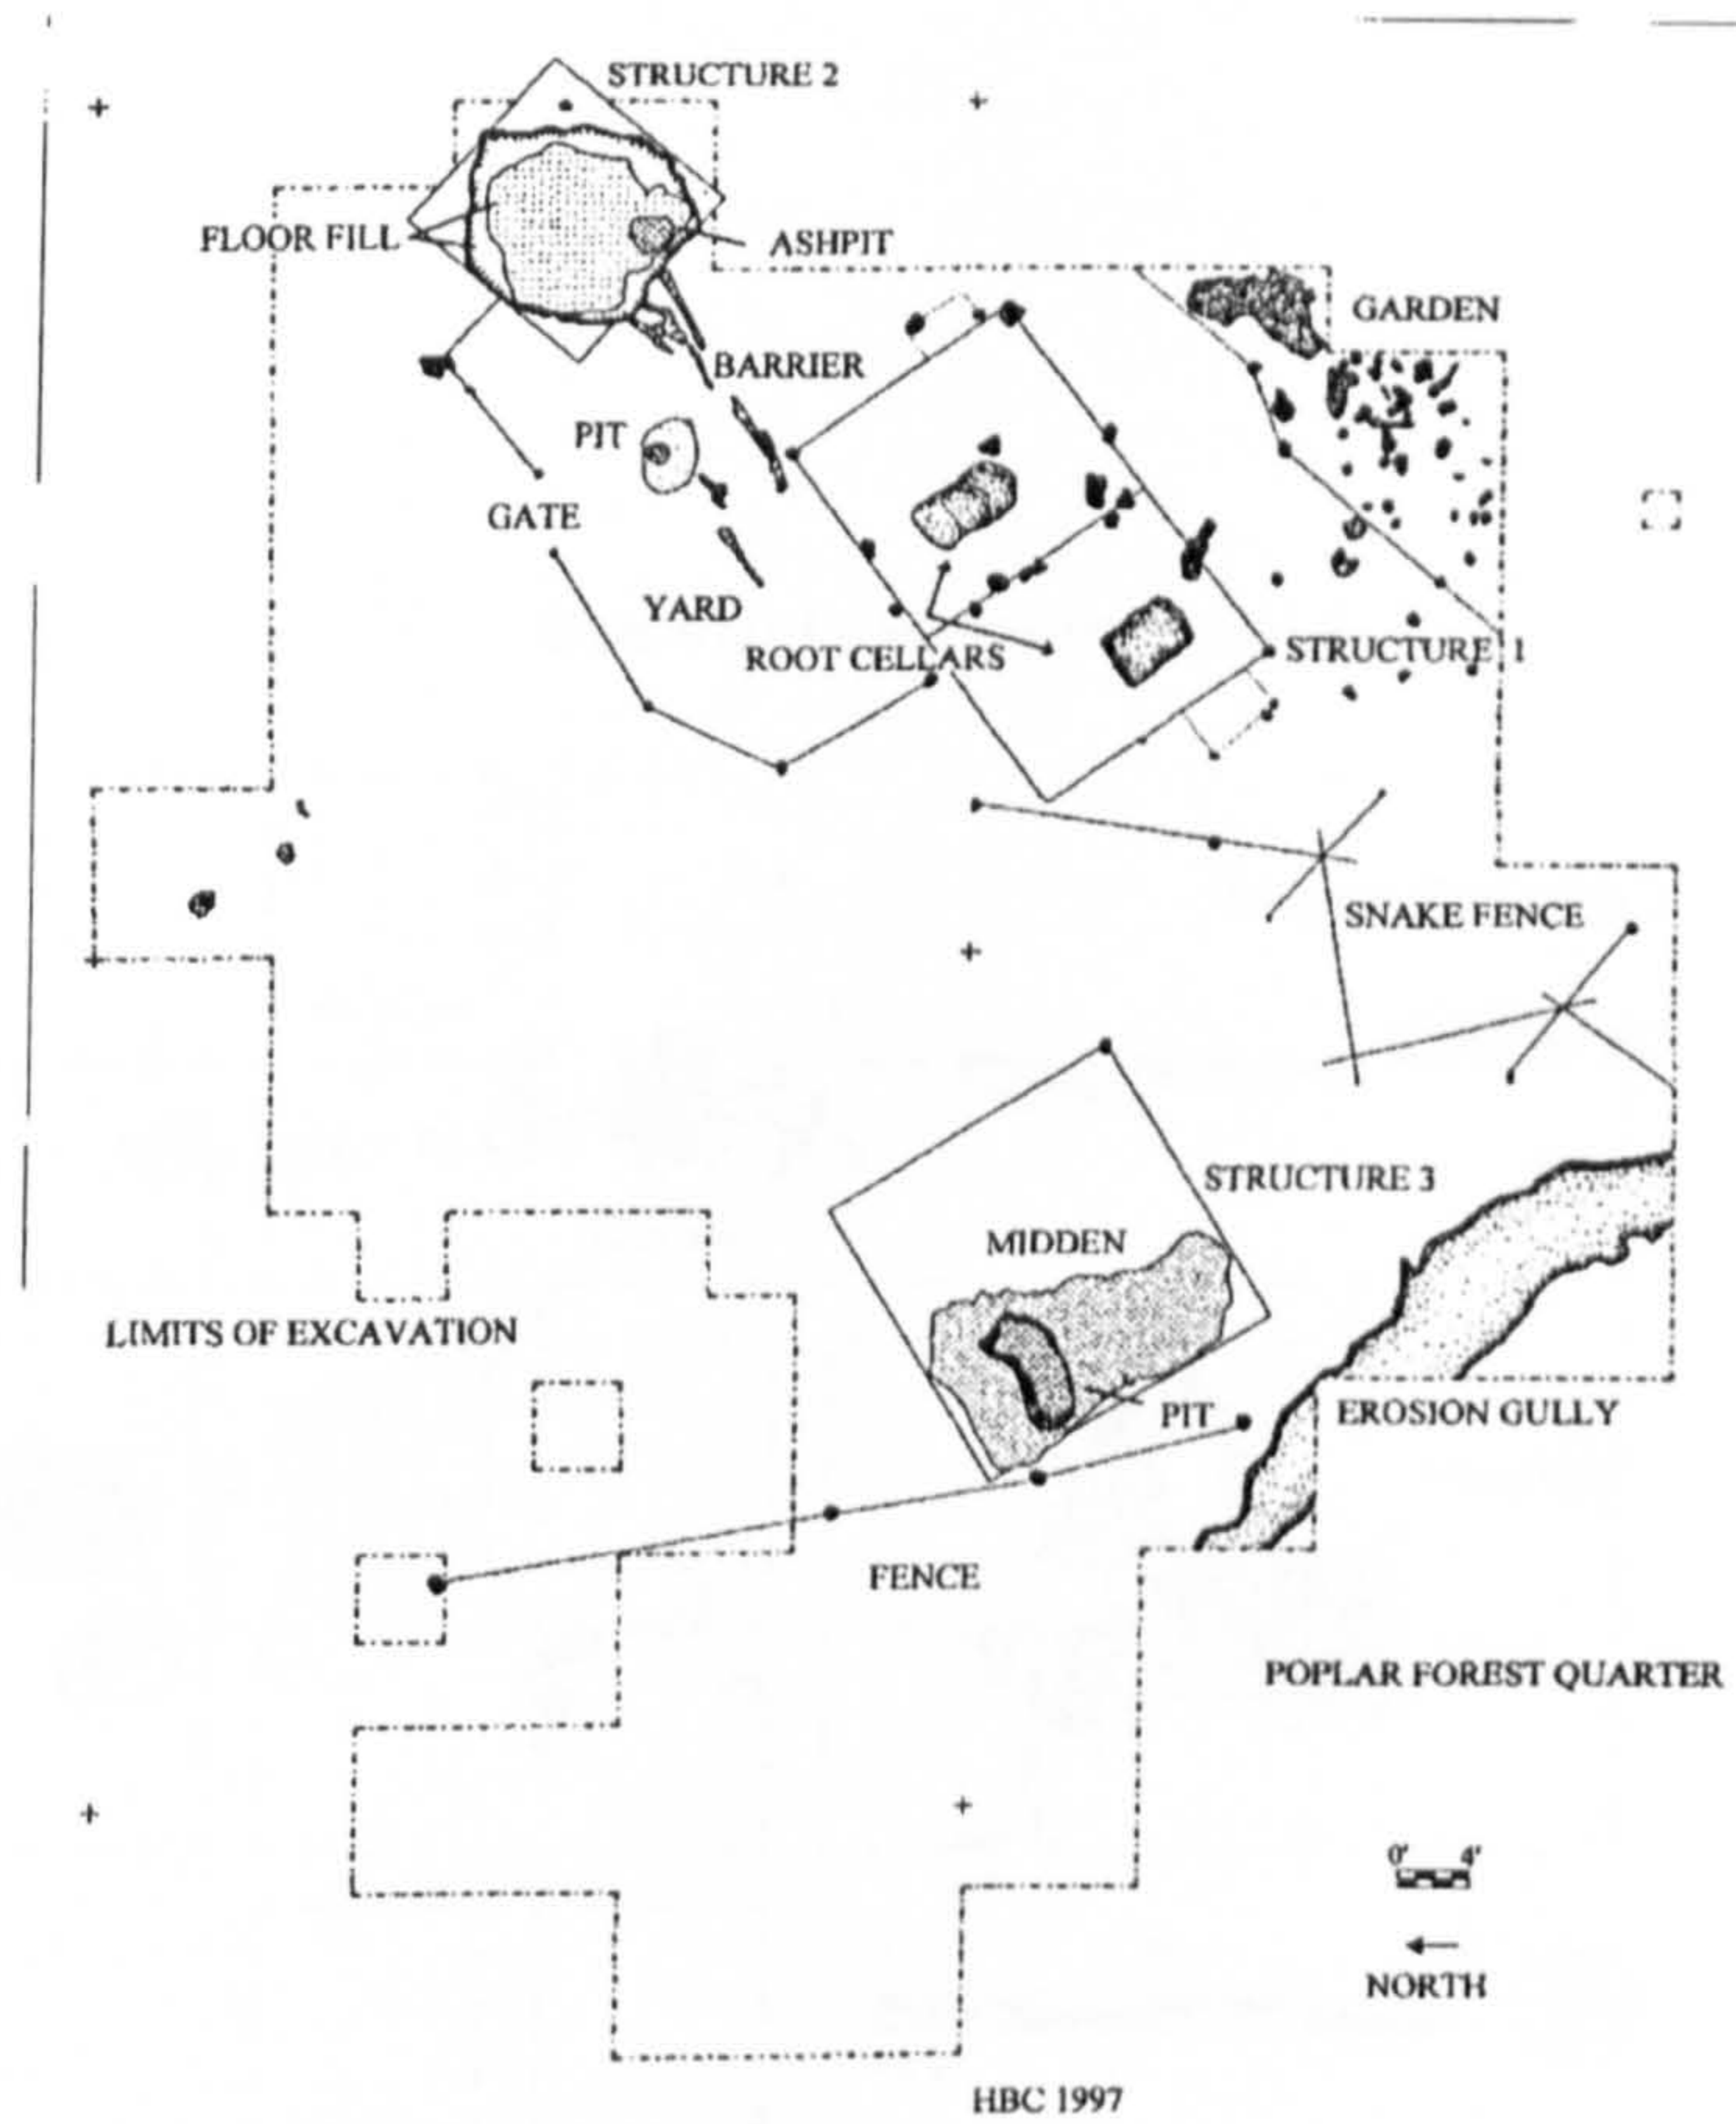 STRUCTURE 2
FLOOR FILL
ASHPIT
GARDEN
BARRIER
PIT
GATE
YARD
ROOT CELLARS
STRUCTURE 1
SNAKE FENCE
STRUCTURE 3
MIDDEN
LIMITS OF EXCAVATION
PIT
EROSION GULLY
FENCE
POPLAR FOREST QUARTER
0' 4'
NORTH
HBC 1997